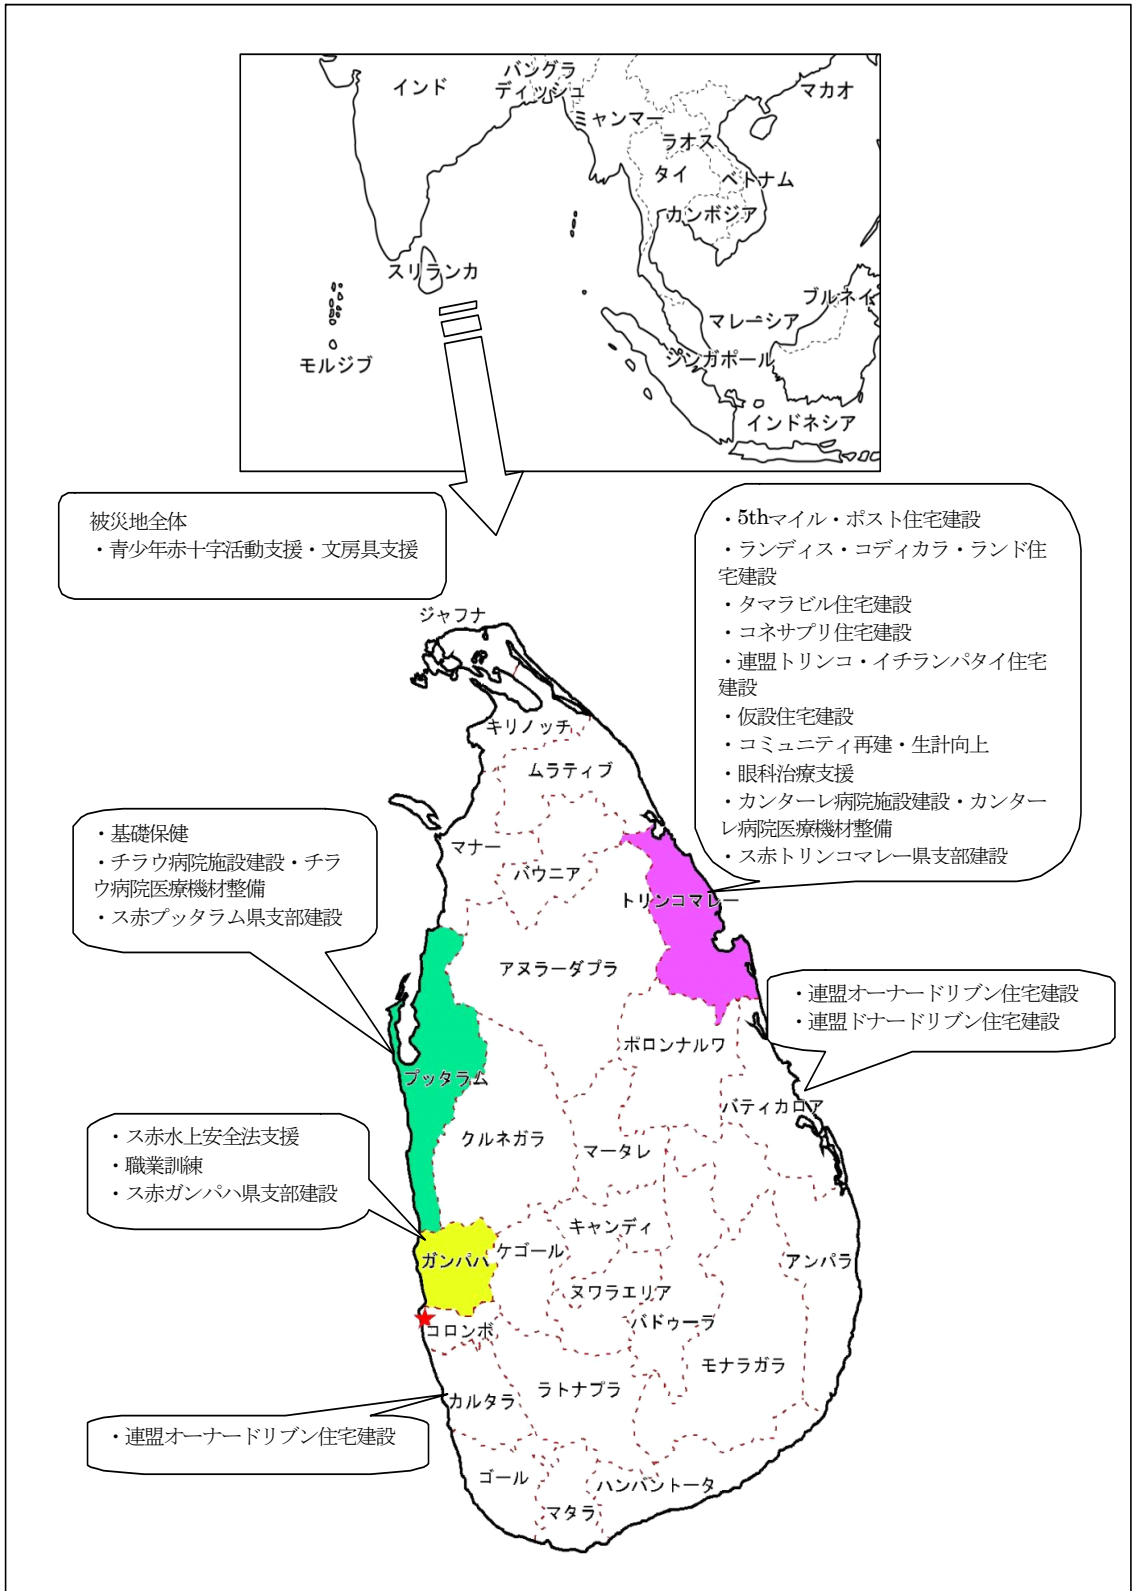 インド
バングラ
ディッシュ
ミャンマー
マカオ
ラオス
タイ
ベトナム
カンボジア
スリランカ
モルジブ
ブルネイ
マレーシア
シンガポール
インドネシア
被災地全体
・青少年赤十字活動支援・文房具支援
・5thマイル・ポスト住宅建設
・ランディス・コディカラ・ランド住
宅建設
・タマラビル住宅建設
・コネサプリ住宅建設
・連盟トリンコ・イチランパタイ住宅
建設
・仮設住宅建設
・コミュニティ再建・生計向上
・眼科治療支援
・カンターレ病院施設建設・カンター
レ病院医療機材整備
・ス赤トリンコマレー県支部建設
ジャフナ
キリノッチ
ムラティブ
・基礎保健
・チラウ病院施設建設・チラ
ウ病院医療機材整備
・ス赤プッタラム県支部建設
マナー
バウニア
トリンコマレー
アヌラーダプラ
・連盟オーナードリブン住宅建設
・連盟ドナードリブン住宅建設
ポロンナルワ
プッタラム
バティカロア
・ス赤水上安全法支援
・職業訓練
・ス赤ガンパハ県支部建設
クルネガラ
マータレ
キャンディ
ケゴール
ガンパハ
アンパラ
ヌワラエリア
バドゥーラ
コロンボ
モナラガラ
ラトナプラ
カルタラ
・連盟オーナードリブン住宅建設
ゴール
ハンバントータ
マタラ